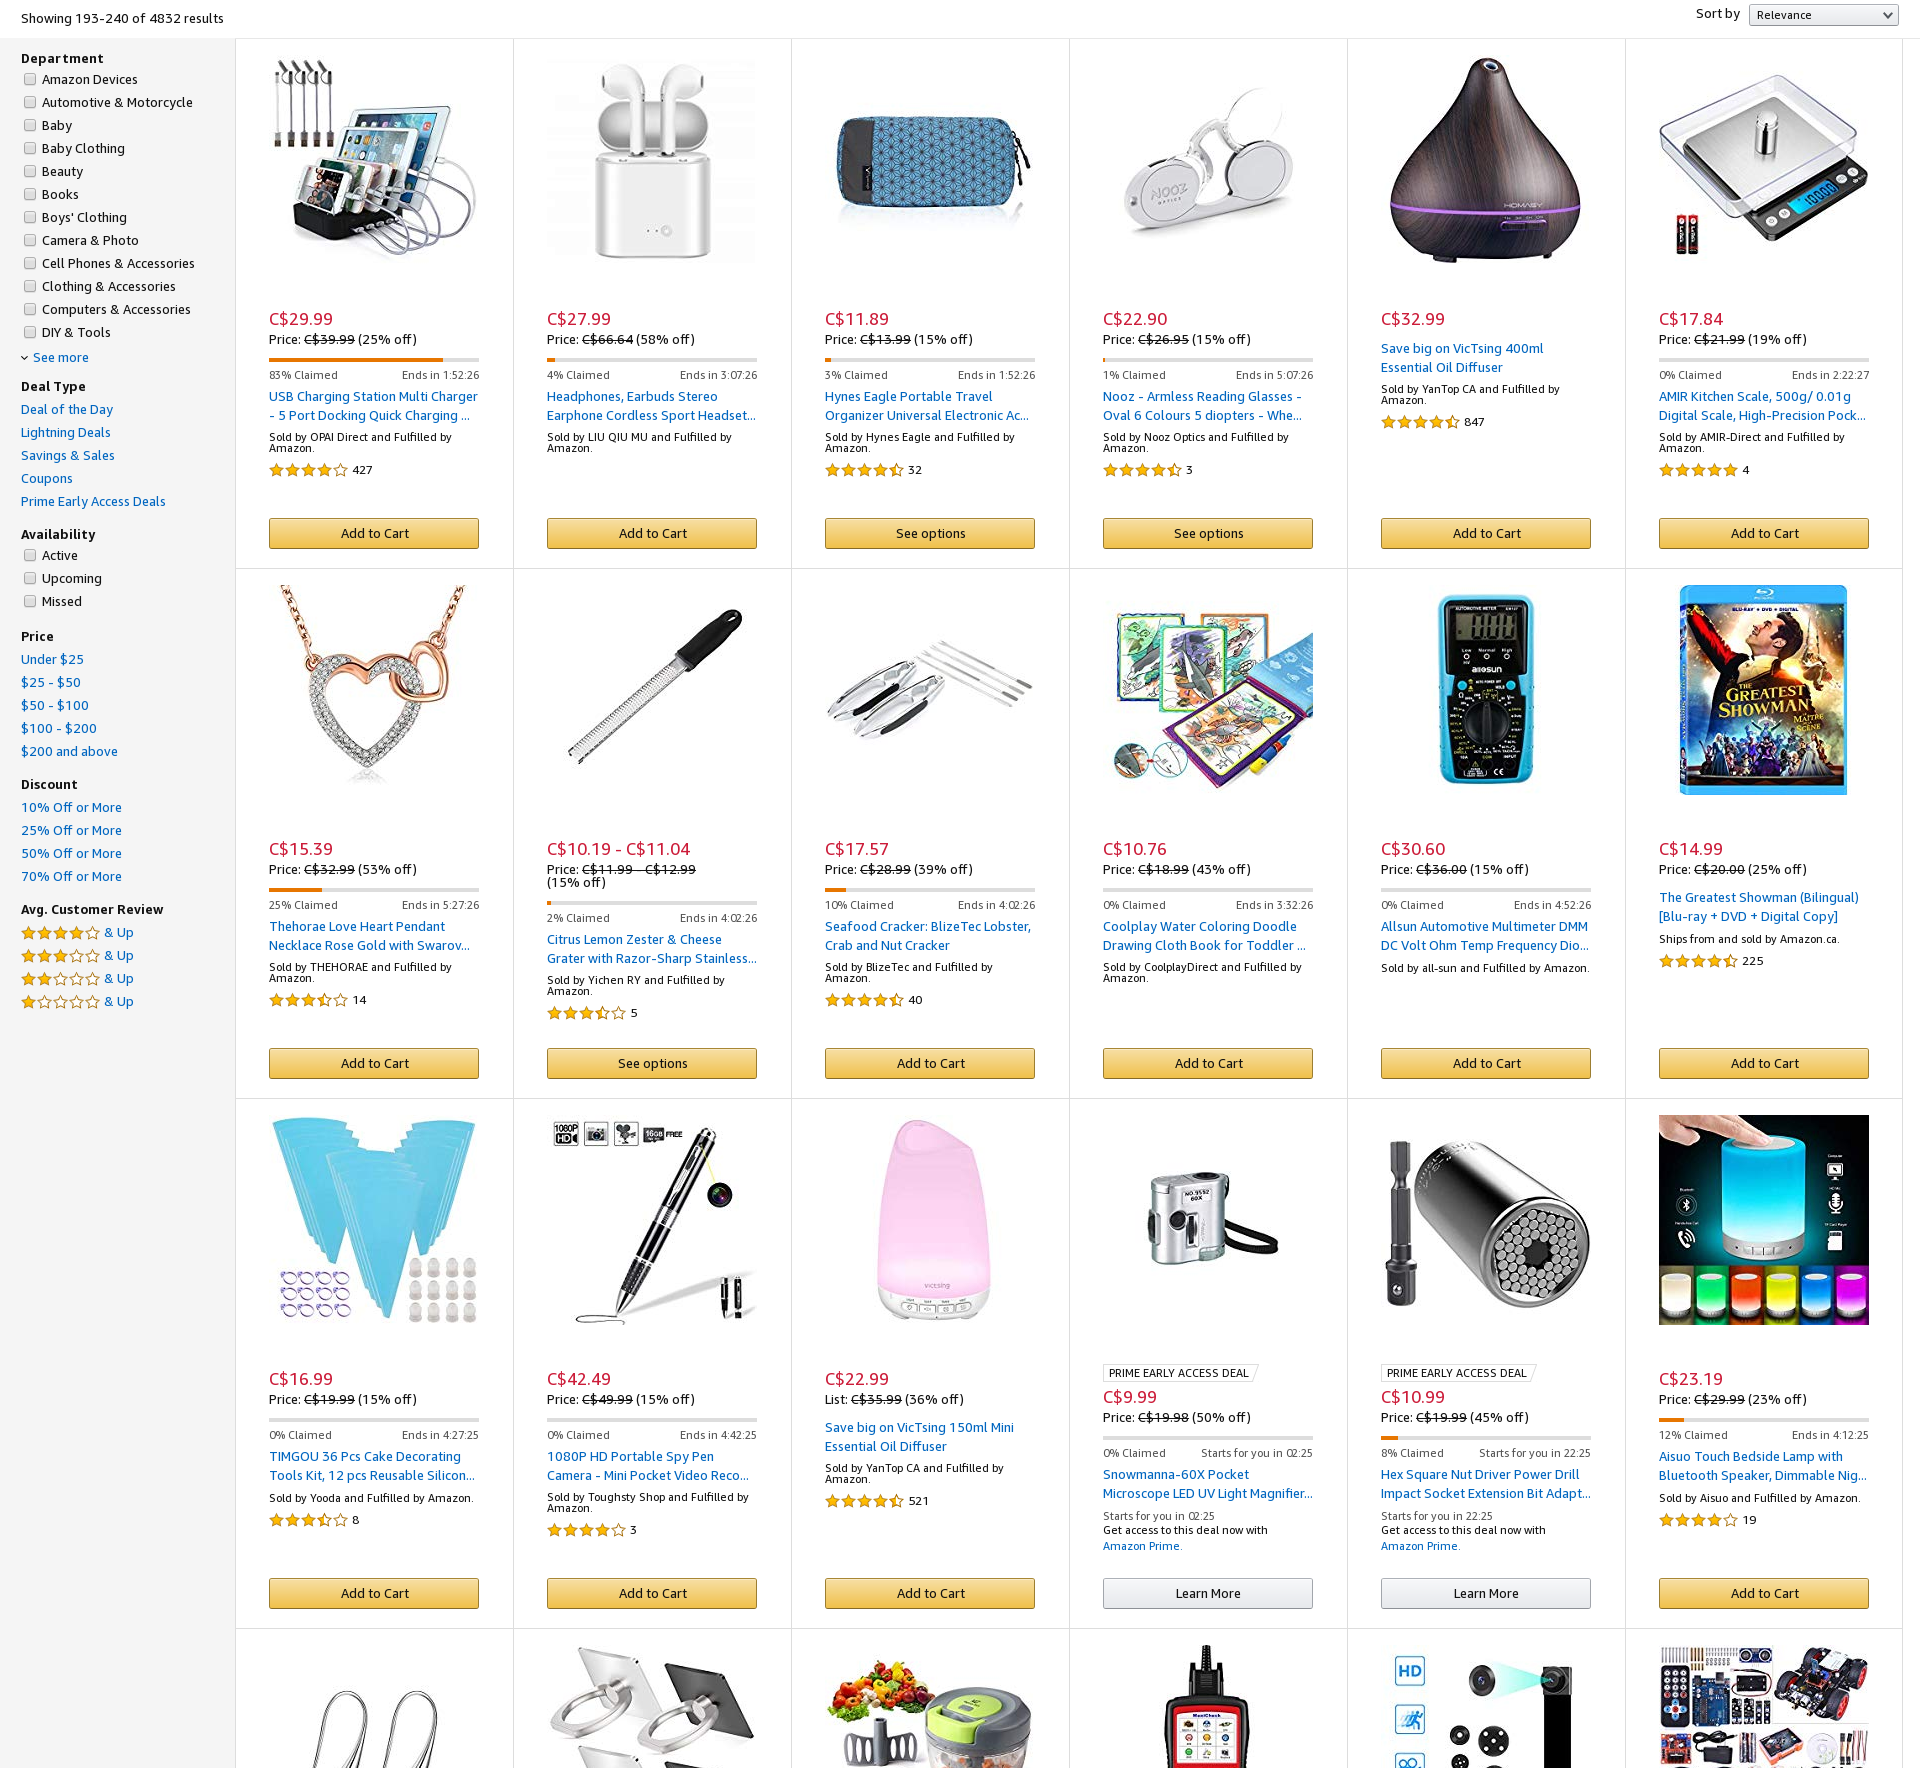 Showing 193-240 of 4832 results
Sort by
Relevance
Department
Amazon Devices
Automotive & Motorcycle
Baby
Baby Clothing
Beauty
Books
Boys' Clothing
Camera & Photo
Cell Phones & Accessories
Clothing & Accessories
Computers & Accessories
DIY & Tools
See more
Deal Type
Deal of the Day
Lightning Deals
Savings & Sales
Coupons
Prime Early Access Deals
Availability
Active
Upcoming
Missed
Price
Under $25
$25 - $50
$50 - $100
$100 - $200
$200 and above
Discount
10% Off or More
25% Off or More
50% Off or More
70% Off or More
Avg. Customer Review
& Up
& Up
& Up
& Up
C$29.99
Price: C$39.99 (25% off)
83% Claimed Ends in 1:52:26
USB Charging Station Multi Charger
- 5 Port Docking Quick Charging ...
Sold by OPAI Direct and Fulfilled by
Amazon.
427
Add to Cart
C$27.99
Price: C$66.64 (58% off)
4% Claimed Ends in 3:07:26
Headphones, Earbuds Stereo
Earphone Cordless Sport Headset...
Sold by LIU QIU MU and Fulfilled by
Amazon.
Add to Cart
C$11.89
Price: C$13.99 (15% off)
3% Claimed Ends in 1:52:26
Hynes Eagle Portable Travel
Organizer Universal Electronic Ac...
Sold by Hynes Eagle and Fulfilled by
Amazon.
32
See options
NOOZ
OPTICS
C$22.90
Price: C$26.95 (15% off)
1% Claimed Ends in 5:07:26
Nooz - Armless Reading Glasses -
Oval 6 Colours 5 diopters - Whe...
Sold by Nooz Optics and Fulfilled by
Amazon.
3
See options
HOMASY
C$32.99
Save big on VicTsing 400ml
Essential Oil Diffuser
Sold by YanTop CA and Fulfilled by
Amazon.
847
Add to Cart
C$17.84
Price: C$21.99 (19% off)
0% Claimed Ends in 2:22:27
AMIR Kitchen Scale, 500g/ 0.01g
Digital Scale, High-Precision Pock...
Sold by AMIR-Direct and Fulfilled by
Amazon.
4
Add to Cart
C$15.39
Price: C$32.99 (53% off)
25% Claimed Ends in 5:27:26
Thehorae Love Heart Pendant
Necklace Rose Gold with Swarov...
Sold by THEHORAE and Fulfilled by
Amazon.
14
Add to Cart
C$10.19 - C$11.04
Price: C$11.99 - C$12.99
(15% off)
2% Claimed Ends in 4:02:26
Citrus Lemon Zester & Cheese
Grater with Razor-Sharp Stainless...
Sold by Yichen RY and Fulfilled by
Amazon.
5
See options
C$17.57
Price: C$28.99 (39% off)
10% Claimed Ends in 4:02:26
Seafood Cracker: BlizeTec Lobster,
Crab and Nut Cracker
Sold by BlizeTec and Fulfilled by
Amazon.
40
Add to Cart
C$10.76
Price: C$18.99 (43% off)
0% Claimed Ends in 3:32:26
Coolplay Water Coloring Doodle
Drawing Cloth Book for Toddler ...
Sold by CoolplayDirect and Fulfilled by
Amazon.
Add to Cart
AUTOMOTIVE METER
Low Normal High
allosun
C$30.60
Price: C$36.00 (15% off)
0% Claimed Ends in 4:52:26
Allsun Automotive Multimeter DMM
DC Volt Ohm Temp Frequency Dio...
Sold by all-sun and Fulfilled by Amazon.
Add to Cart
BLU-RAY + DVD + DIGITAL
THE
GREATEST
SHOWMAN
MAÎTRE
DE
SCÈNE
C$14.99
Price: C$20.00 (25% off)
The Greatest Showman (Bilingual)
[Blu-ray + DVD + Digital Copy]
Ships from and sold by Amazon.ca.
225
Add to Cart
C$16.99
Price: C$19.99 (15% off)
0% Claimed Ends in 4:27:25
TIMGOU 36 Pcs Cake Decorating
Tools Kit, 12 pcs Reusable Silicon...
Sold by Yooda and Fulfilled by Amazon.
8
Add to Cart
1080P
HD
16GB
FREE
C$42.49
Price: C$49.99 (15% off)
0% Claimed Ends in 4:42:25
1080P HD Portable Spy Pen
Camera - Mini Pocket Video Reco...
Sold by Toughsty Shop and Fulfilled by
Amazon.
3
Add to Cart
VicTsing
C$22.99
List: C$35.99 (36% off)
Save big on VicTsing 150ml Mini
Essential Oil Diffuser
Sold by YanTop CA and Fulfilled by
Amazon.
521
Add to Cart
NO.9592
60X
PRIME EARLY ACCESS DEAL
C$9.99
Price: C$19.98 (50% off)
0% Claimed Starts for you in 02:25
Snowmanna-60X Pocket
Microscope LED UV Light Magnifier...
Starts for you in 02:25
Get access to this deal now with
Amazon Prime.
Learn More
PRIME EARLY ACCESS DEAL
C$10.99
Price: C$19.99 (45% off)
8% Claimed Starts for you in 22:25
Hex Square Nut Driver Power Drill
Impact Socket Extension Bit Adapt...
Starts for you in 22:25
Get access to this deal now with
Amazon Prime.
Learn More
C$23.19
Price: C$29.99 (23% off)
12% Claimed Ends in 4:12:25
Aisuo Touch Bedside Lamp with
Bluetooth Speaker, Dimmable Nig...
Sold by Aisuo and Fulfilled by Amazon.
19
Add to Cart
MaxiCheck
HD